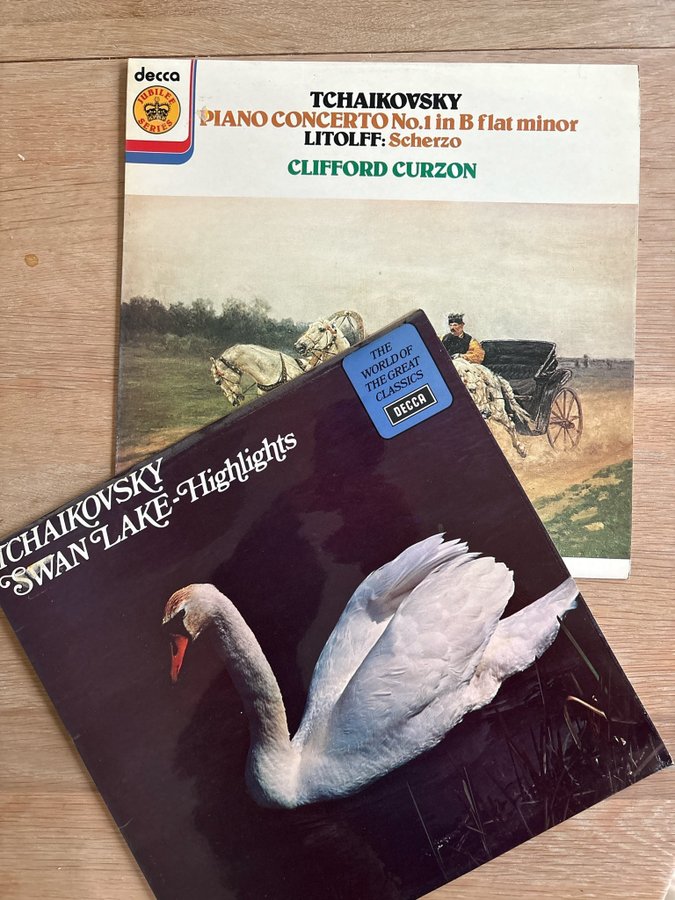 decca
JUBILEE
SERIES
TCHAIKOVSKY
PIANO CONCERTO No.1 in B flat minor
LITOLFF: Scherzo
CLIFFORD CURZON
THE
WORLD OF
THE GREAT
CLASSICS
DECCA
TCHAIKOVSKY
SWAN LAKE-Highlights